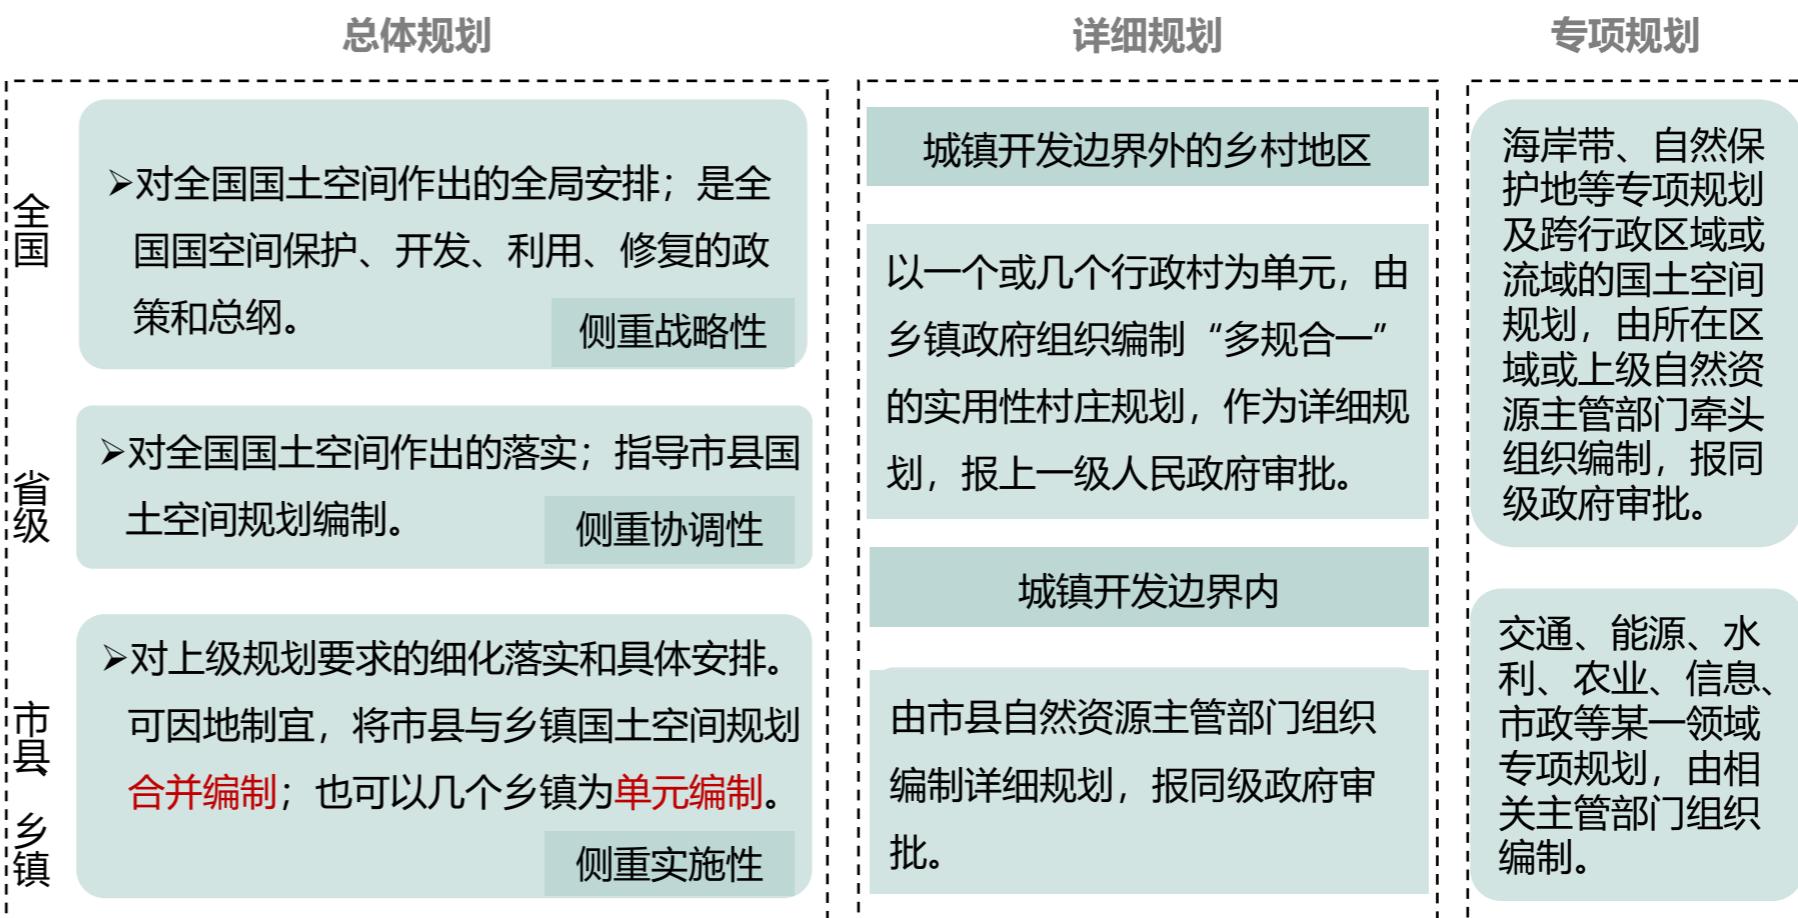 总体规划
详细规划
专项规划
全国
➢对全国国土空间作出的全局安排；是全
国国空间保护、开发、利用、修复的政
策和总纲。
侧重战略性
省级
➢对全国国土空间作出的落实；指导市县国
土空间规划编制。
侧重协调性
市县、乡镇
➢对上级规划要求的细化落实和具体安排。
可因地制宜，将市县与乡镇国土空间规划
合并编制；也可以几个乡镇为单元编制。
侧重实施性
城镇开发边界外的乡村地区
以一个或几个行政村为单元，由
乡镇政府组织编制“多规合一”
的实用性村庄规划，作为详细规
划，报上一级人民政府审批。
城镇开发边界内
由市县自然资源主管部门组织
编制详细规划，报同级政府审
批。
海岸带、自然保
护地等专项规划
及跨行政区域或
流域的国土空间
规划，由所在区
域或上级自然资
源主管部门牵头
组织编制，报同
级政府审批。
交通、能源、水
利、农业、信息、
市政等某一领域
专项规划，由相
关主管部门组织
编制。